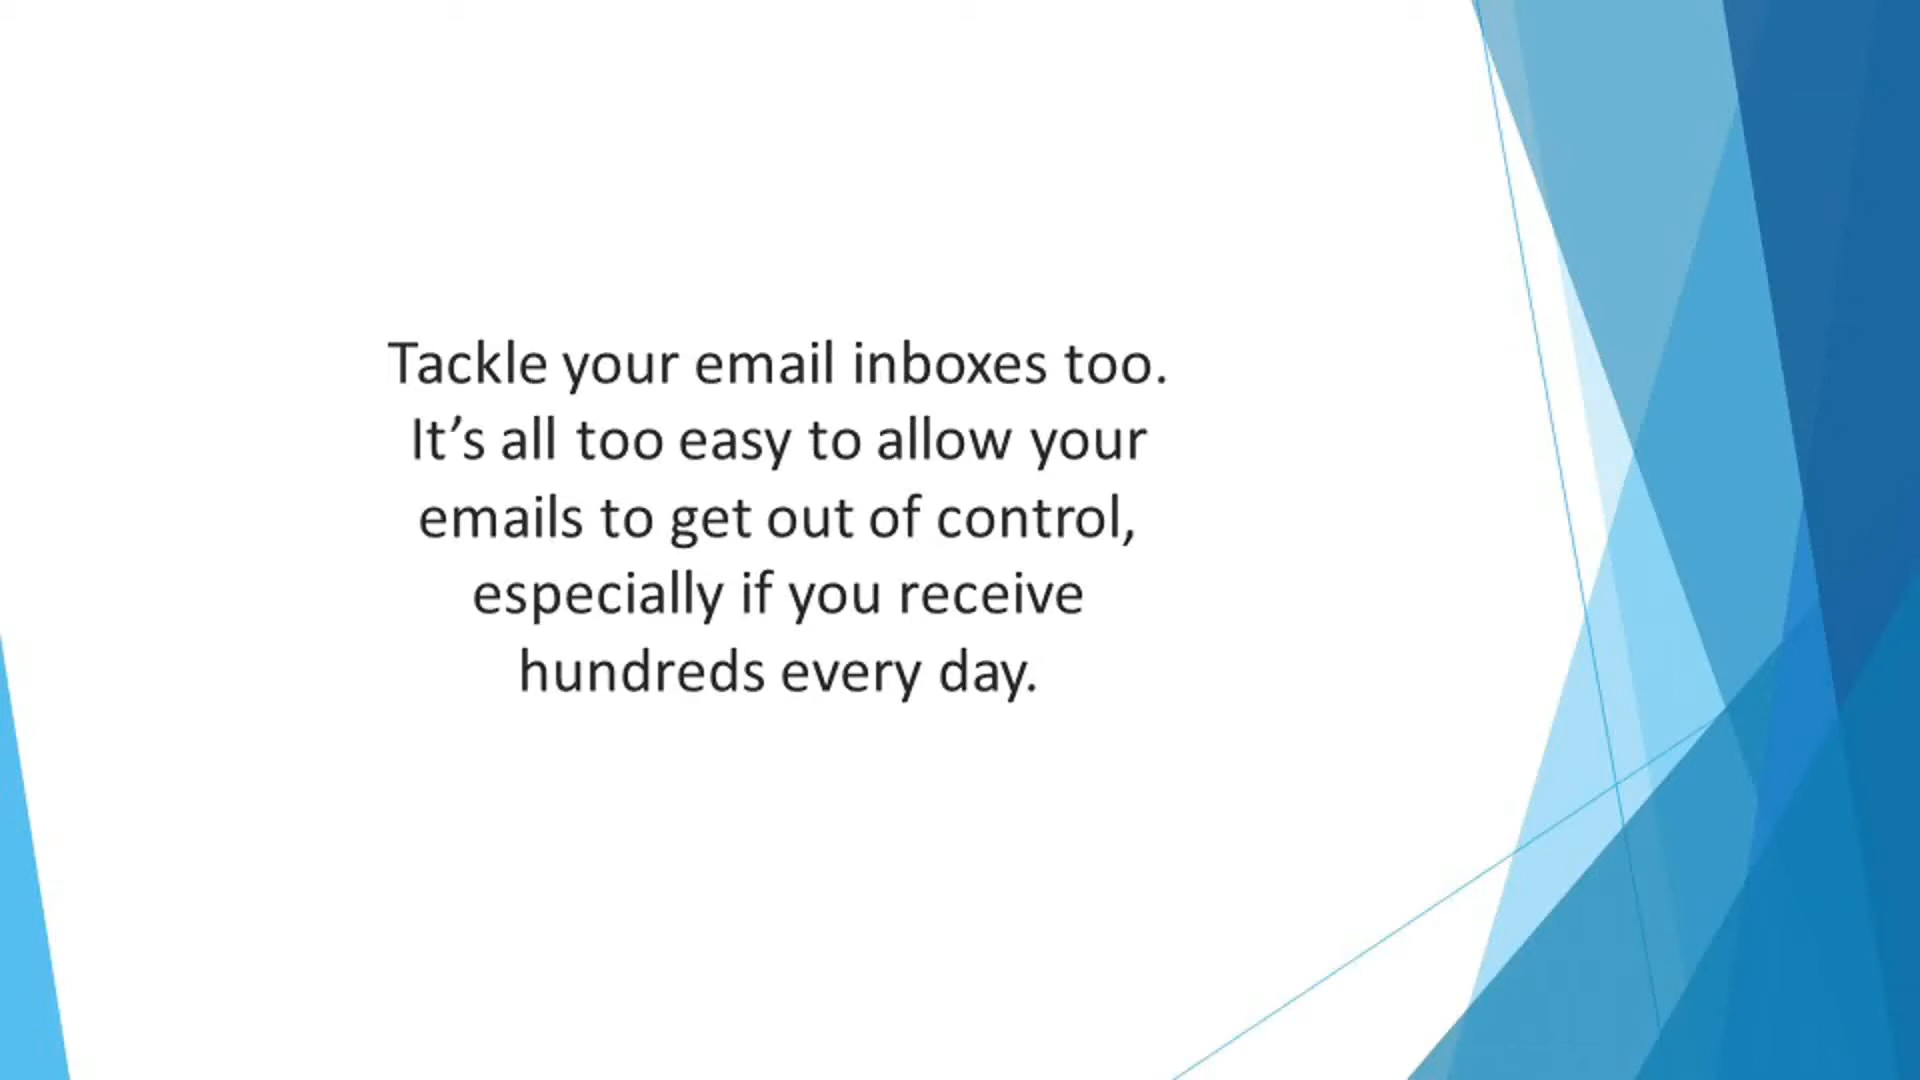 Tackle your email inboxes too.
It’s all too easy to allow your
emails to get out of control,
especially if you receive
hundreds every day.